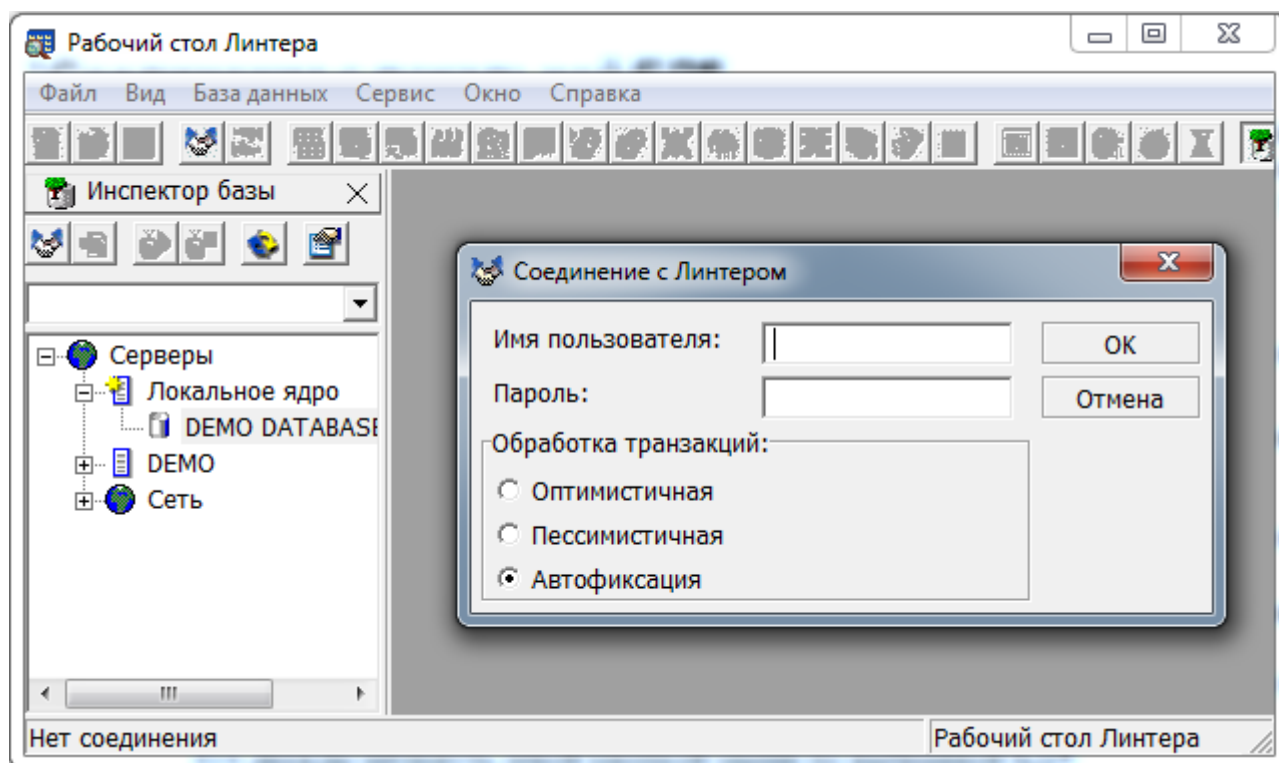 Рабочий стол Линтера
Файл Вид База данных Сервис Окно Справка
Инспектор базы
Серверы
Локальное ядро
DEMO DATABASE
DEMO
Сеть
Соединение с Линтером
Имя пользователя:
OK
Пароль:
Отмена
Обработка транзакций:
Оптимистичная
Пессимистичная
Автофиксация
Нет соединения
Рабочий стол Линтера